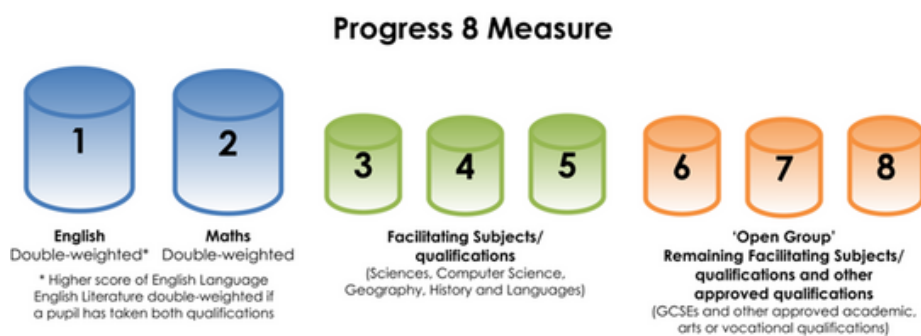 Progress 8 Measure
1
2
3
4
5
6
7
8
English
Double-weighted*
Maths
Double-weighted
* Higher score of English Language
English Literature double-weighted if
a pupil has taken both qualifications
Facilitating Subjects/
qualifications
(Sciences, Computer Science,
Geography, History and Languages)
‘Open Group’
Remaining Facilitating Subjects/
qualifications and other
approved qualifications
(GCSEs and other approved academic,
arts or vocational qualifications)